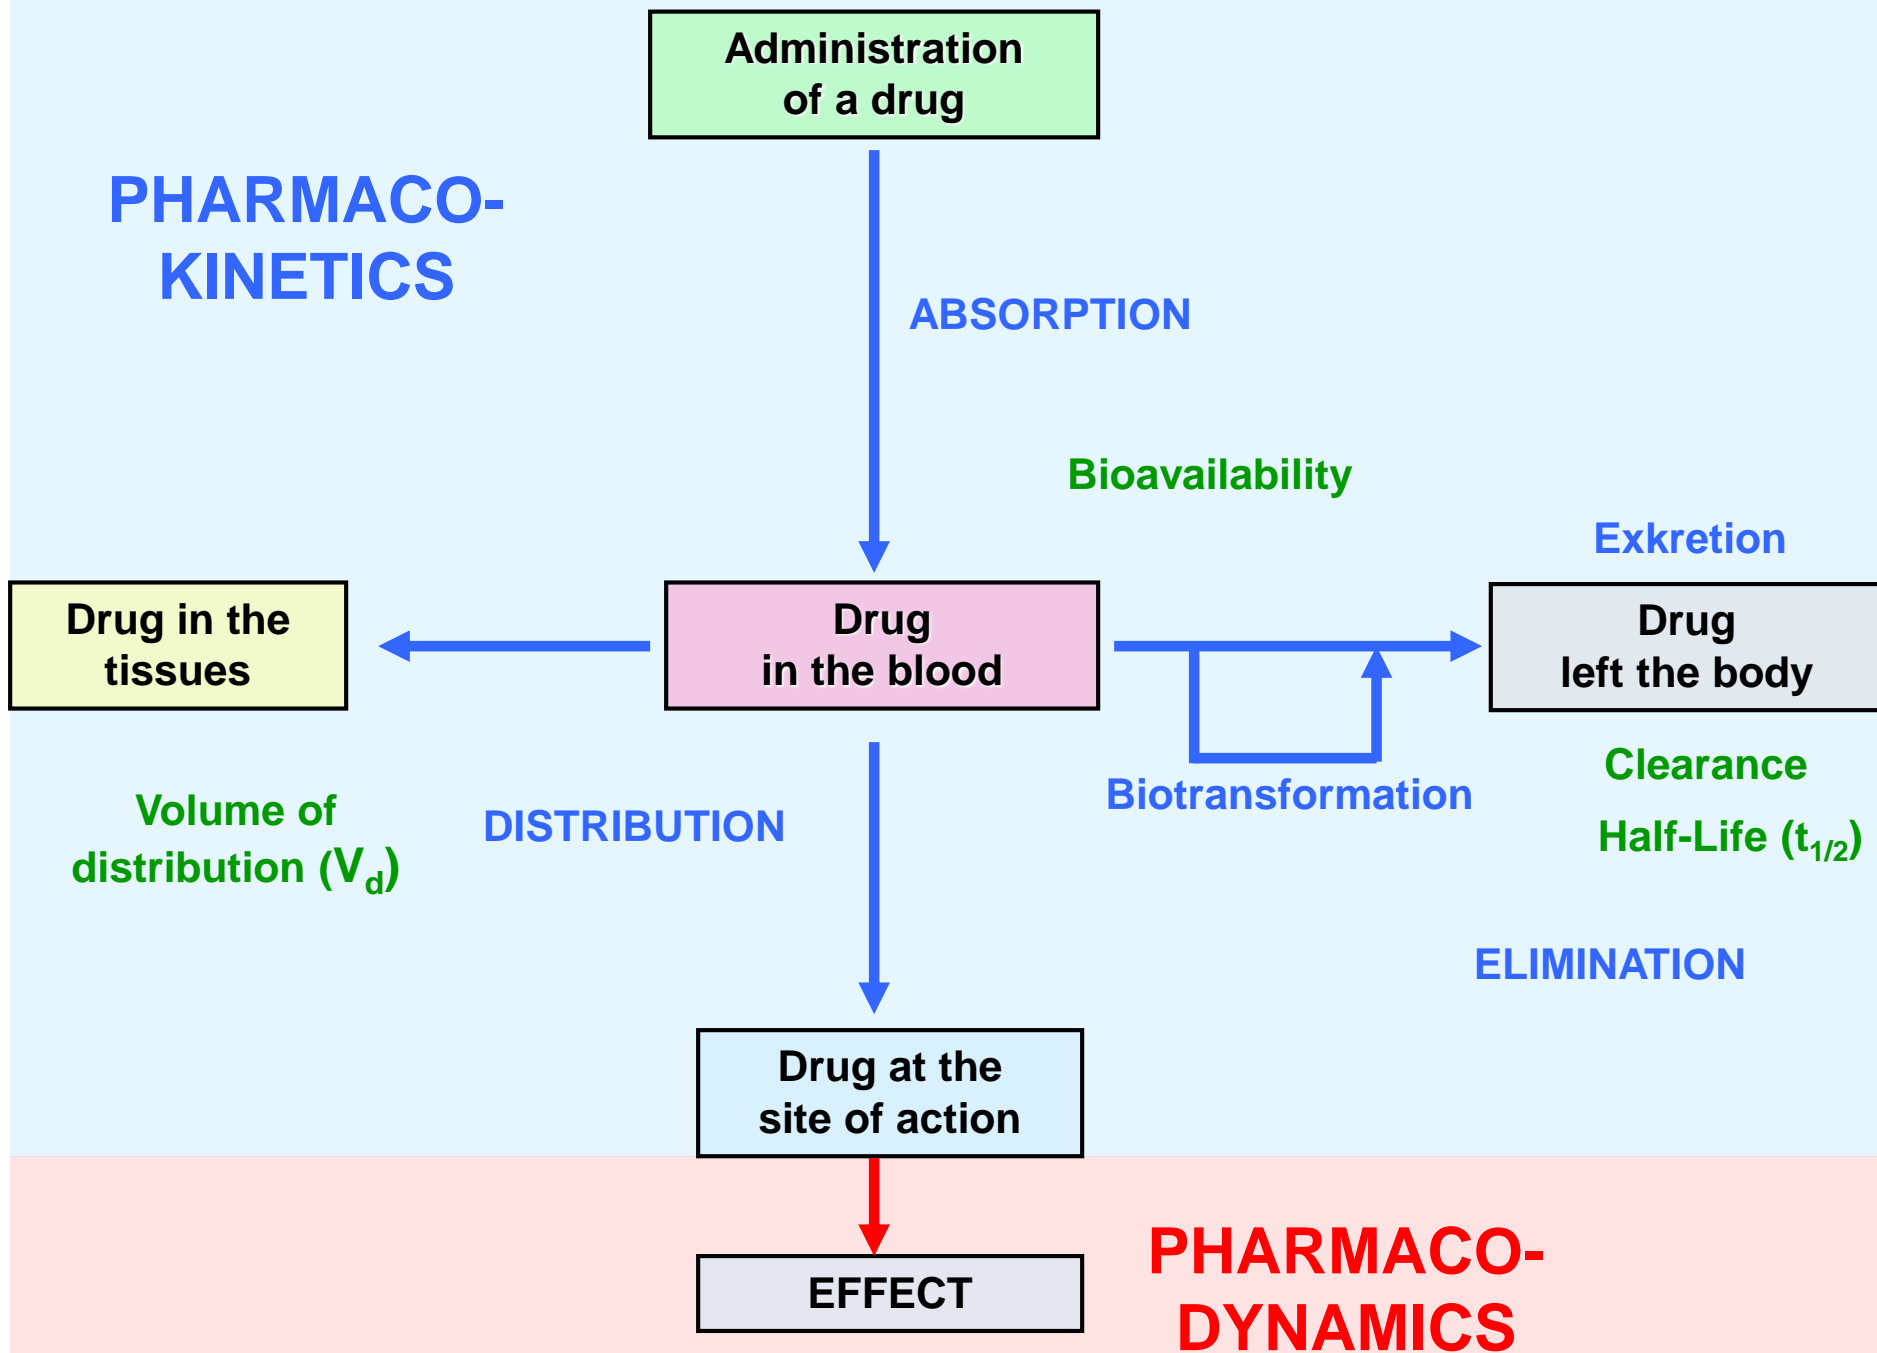 Administration
of a drug
PHARMACO-
KINETICS
ABSORPTION
Bioavailability
Exkretion
Drug in the
tissues
Drug
in the blood
Drug
left the body
Volume of
distribution (Vd)
DISTRIBUTION
Biotransformation
Clearance
Half-Life (t1/2)
ELIMINATION
Drug at the
site of action
EFFECT
PHARMACO-
DYNAMICS